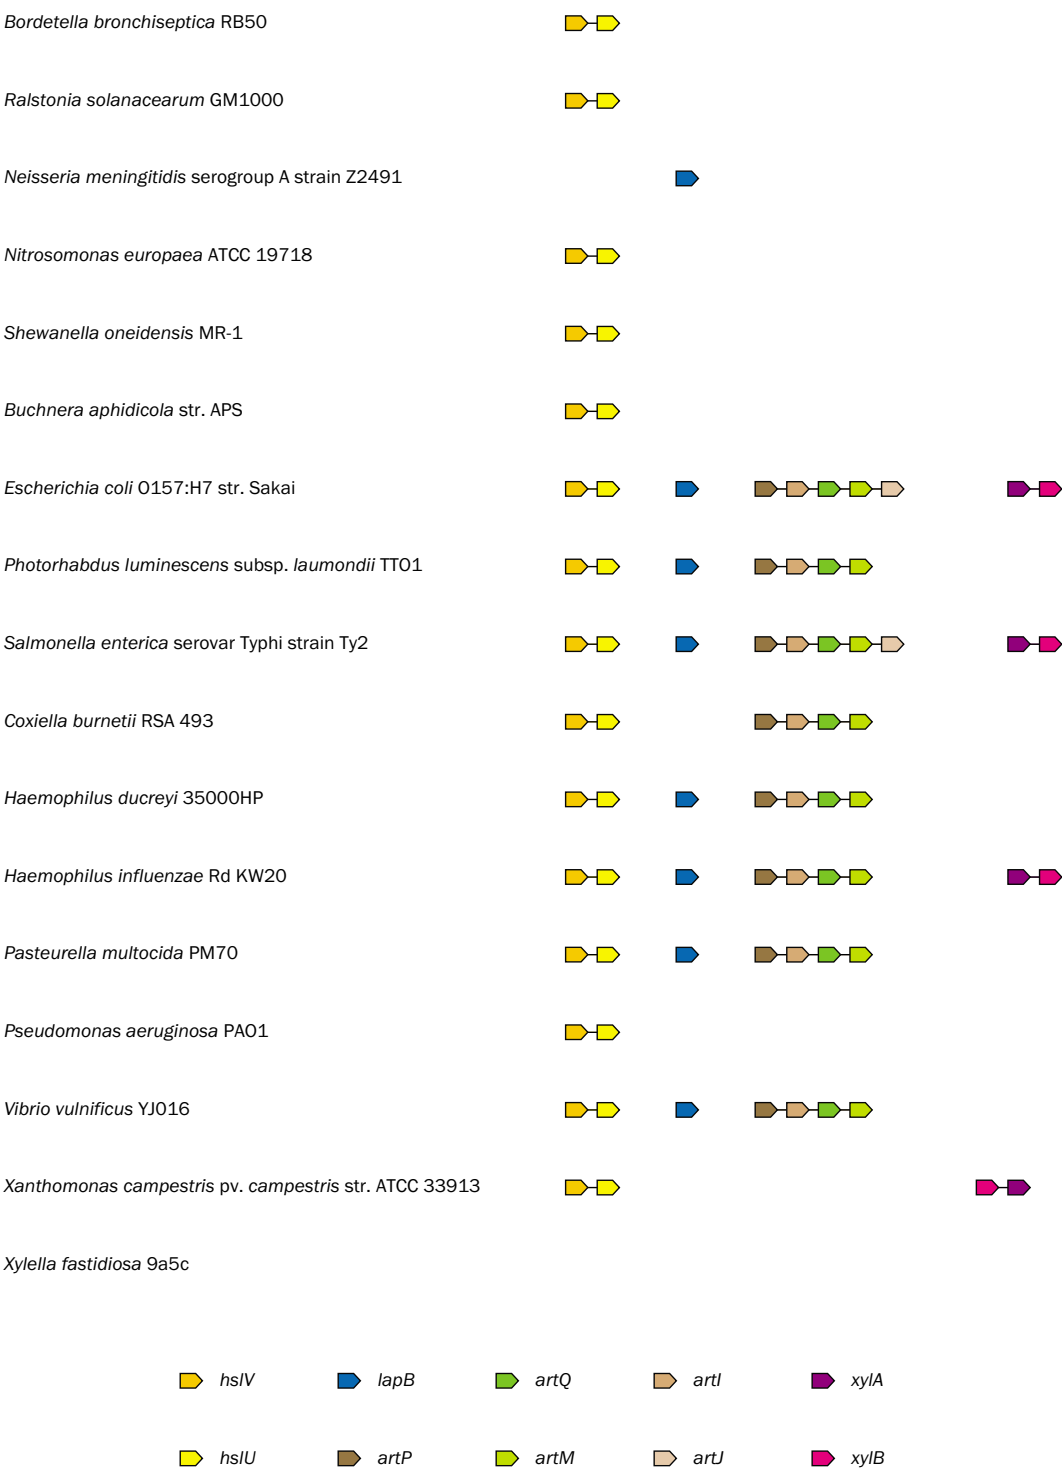 Bordetella bronchiseptica RB50
Ralstonia solanacearum GM1000
Neisseria meningitidis serogroup A strain Z2491
Nitrosomonas europaea ATCC 19718
Shewanella oneidensis MR-1
Buchnera aphidicola str. APS
Escherichia coli O157:H7 str. Sakai
Photorhabdus luminescens subsp. laumondii TTO1
Salmonella enterica serovar Typhi strain Ty2
Coxiella burnetii RSA 493
Haemophilus ducreyi 35000HP
Haemophilus influenzae Rd KW20
Pasteurella multocida PM70
Pseudomonas aeruginosa PAO1
Vibrio vulnificus YJ016
Xanthomonas campestris pv. campestris str. ATCC 33913
Xylella fastidiosa 9a5c
hslV lapB artQ artI xylA
hslU artP artM artJ xylB